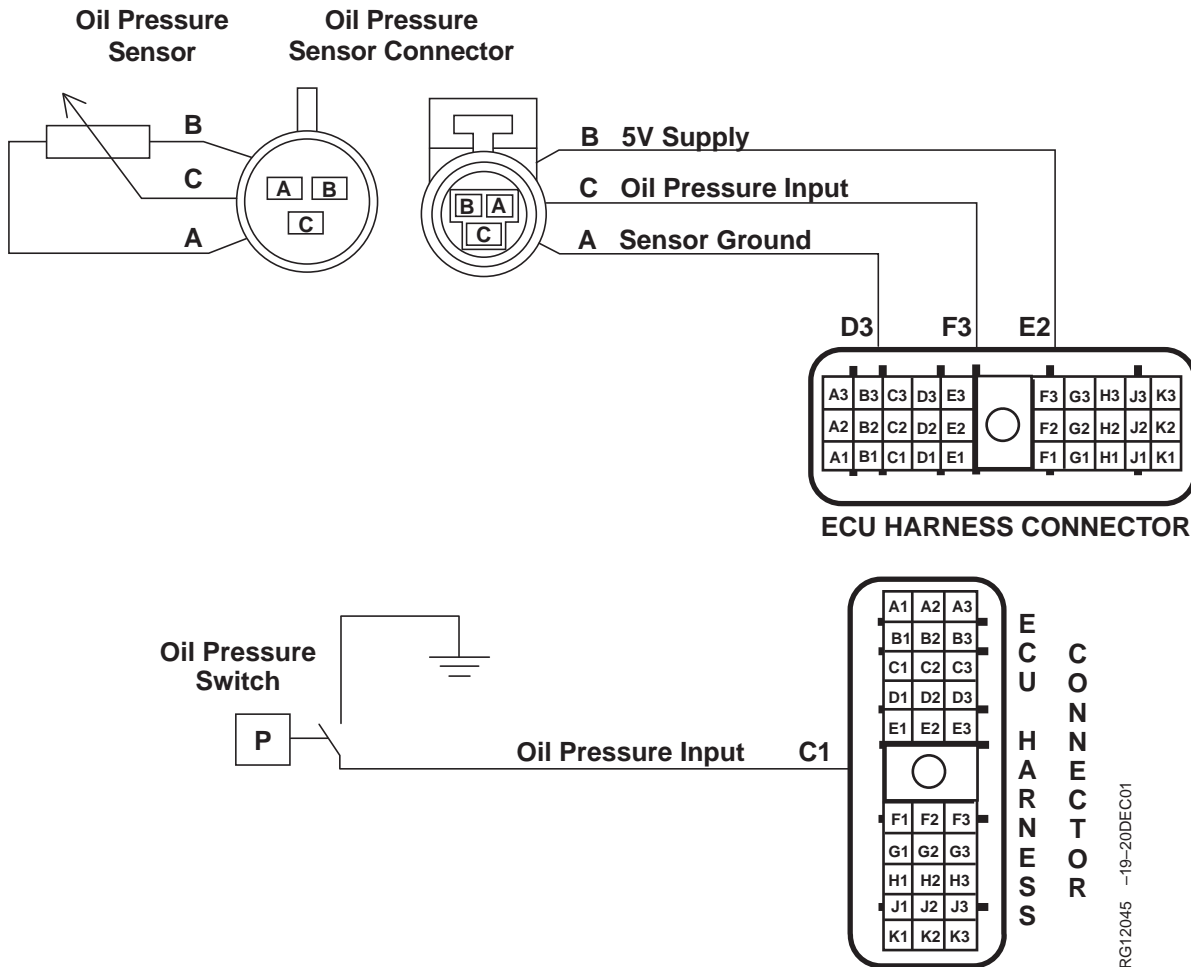 Oil Pressure
Sensor
Oil Pressure
Sensor Connector
B
C
A
A B
C
B A
C
B 5V Supply
C Oil Pressure Input
A Sensor Ground
D3 F3 E2
A3 B3 C3 D3 E3 F3 G3 H3 J3 K3
A2 B2 C2 D2 E2 F2 G2 H2 J2 K2
A1 B1 C1 D1 E1 F1 G1 H1 J1 K1
ECU HARNESS CONNECTOR
Oil Pressure
Switch
P
Oil Pressure Input C1
A1 A2 A3
B1 B2 B3
C1 C2 C3
D1 D2 D3
E1 E2 E3
F1 F2 F3
G1 G2 G3
H1 H2 H3
J1 J2 J3
K1 K2 K3
ECU HARNESS
CONNECTOR
RG12045 –19–20DEC01